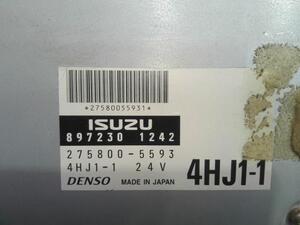 *27580055931*
ISUZU
897230 1242
275800-5593
4HJ1-1 24V
DENSO MADE IN JAPAN 4HJ1-1